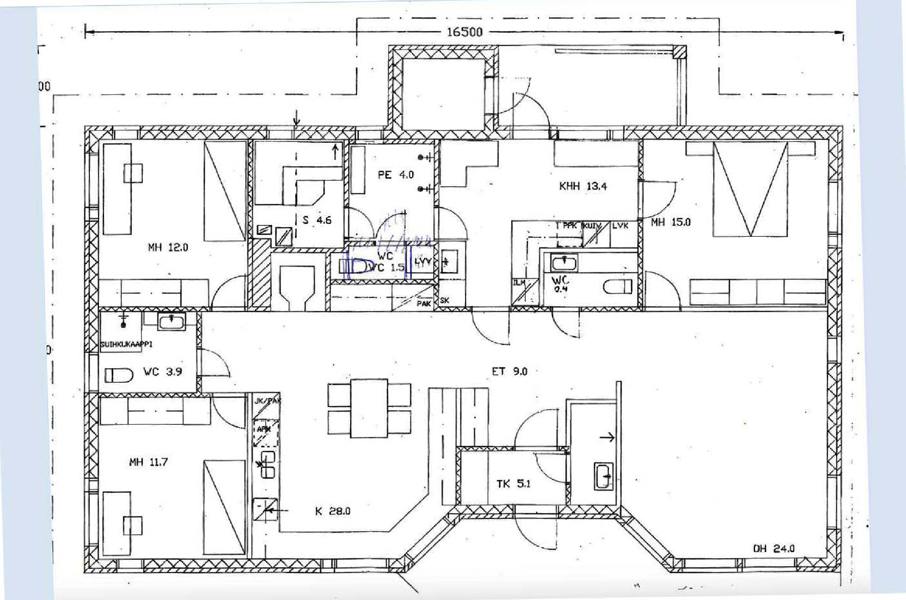 16500
00
PE 4.0
KHH 13.4
S 4.6
MH 12.0
PPK KUIV LVK
MH 15.0
WC
WC 1.5
LVV
WC
0.4
PAK
SK
SUIHKUKAAPPI
WC 3.9
ET 9.0
JK/PAK
APK
MH 11.7
TK 5.1
K 28.0
OH 24.0